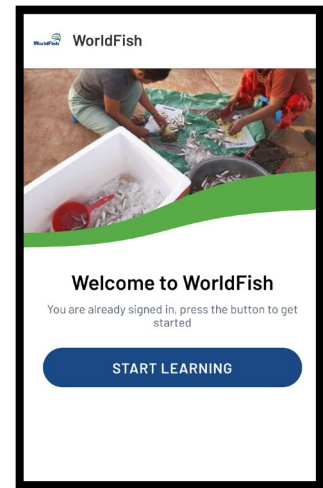 WorldFish WorldFish
Welcome to WorldFish
You are already signed in, press the button to get
started
START LEARNING